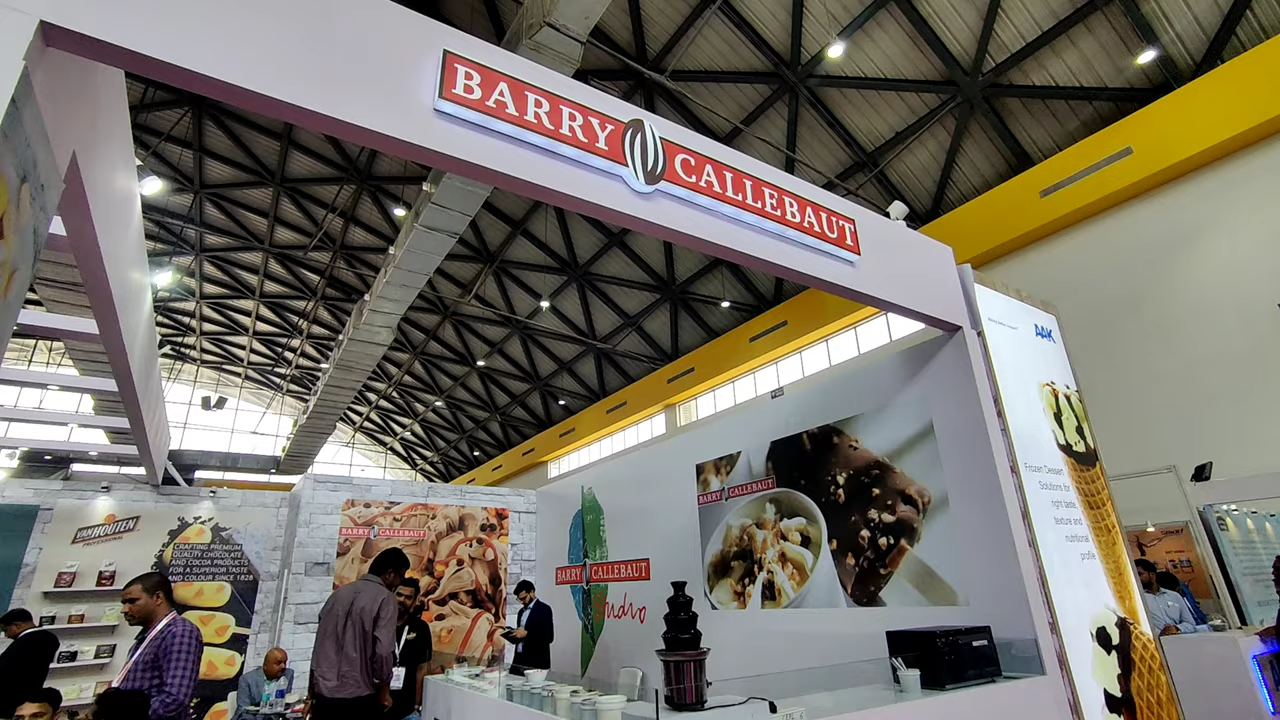 BARRY CALLEBAUT
AAK
Frozen Dessert
Solutions for
right taste,
texture and
nutritional
profile
BARRY CALLEBAUT
BARRY CALLEBAUT
Studio
BARRY CALLEBAUT
VAN HOUTEN
PROFESSIONAL
CRAFTING PREMIUM
QUALITY CHOCOLATE
AND COCOA PRODUCTS
FOR A SUPERIOR TASTE
AND COLOUR SINCE 1828